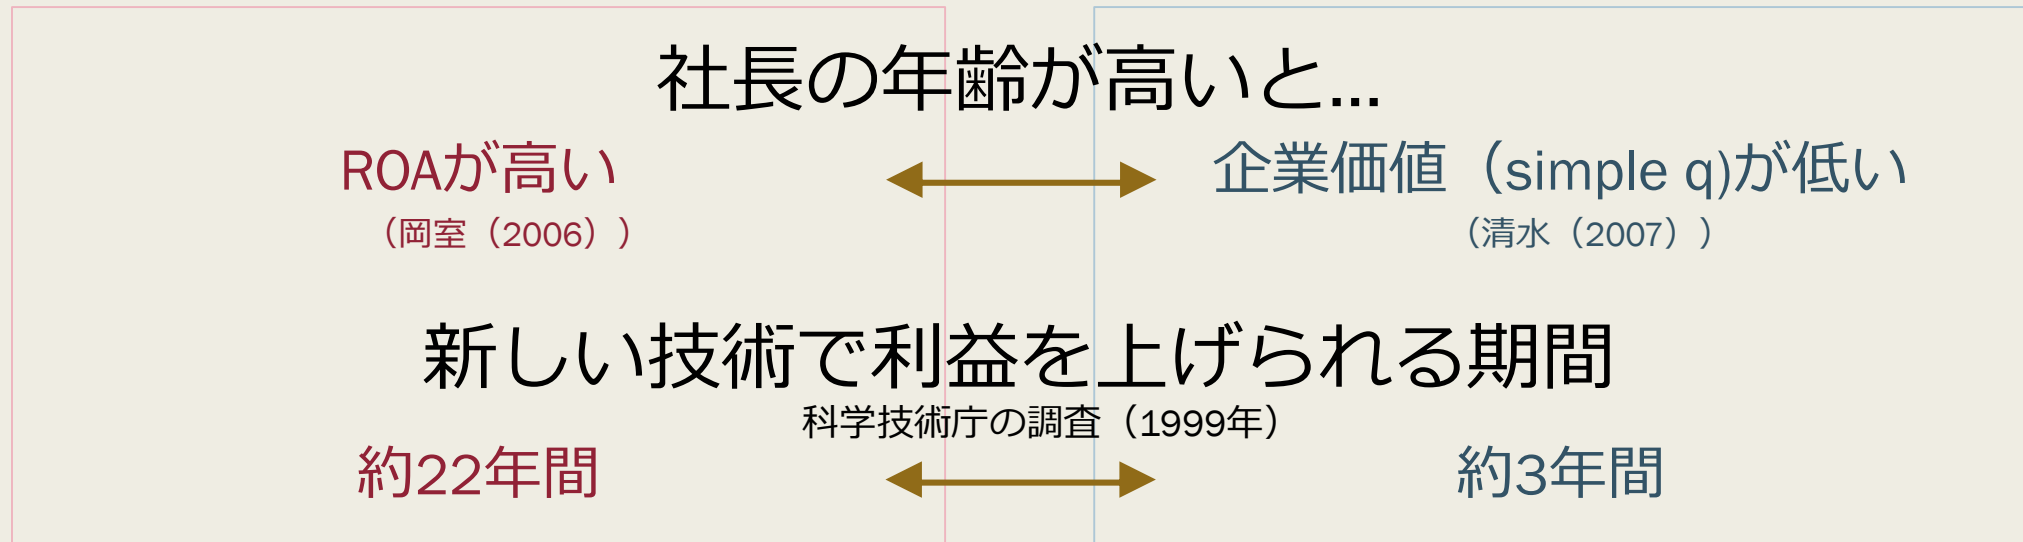 社長の年齢が高いと...
ROAが高い
企業価値（simple q)が低い
（岡室（2006））
（清水（2007））
新しい技術で利益を上げられる期間
科学技術庁の調査（1999年）
約22年間
約3年間